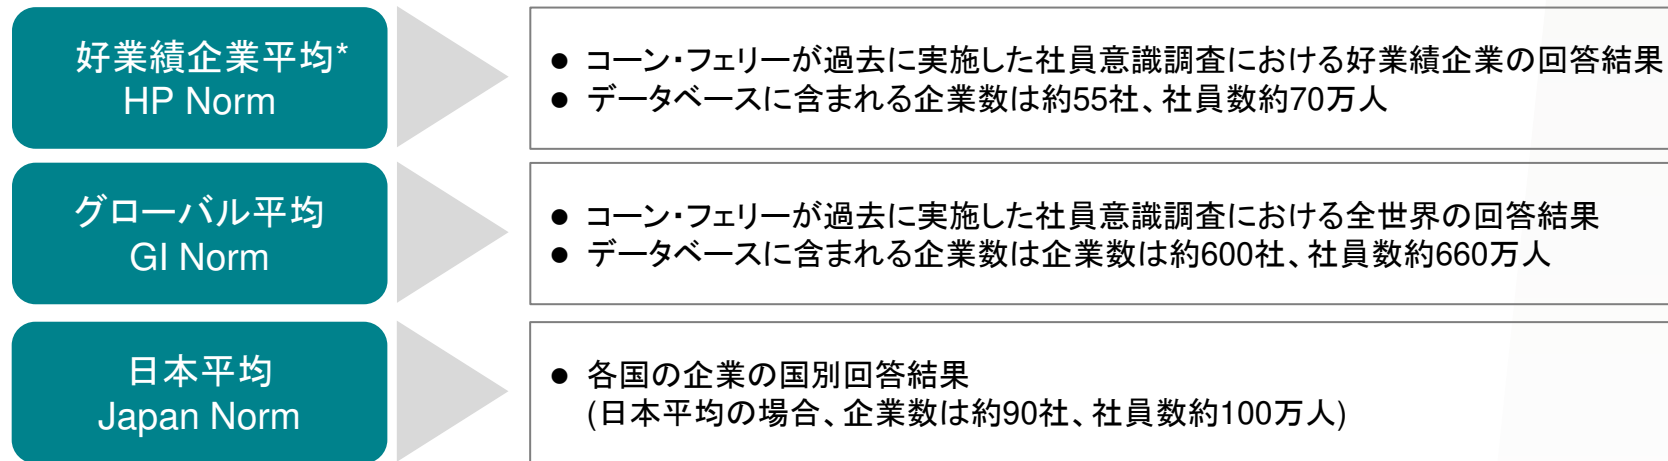 好業績企業平均*
HP Norm
● コーン・フェリーが過去に実施した社員意識調査における好業績企業の回答結果
● データベースに含まれる企業数は約55社、社員数約70万人
グローバル平均
GI Norm
● コーン・フェリーが過去に実施した社員意識調査における全世界の回答結果
● データベースに含まれる企業数は企業数は約600社、社員数約660万人
日本平均
Japan Norm
● 各国の企業の国別回答結果
(日本平均の場合、企業数は約90社、社員数約100万人)